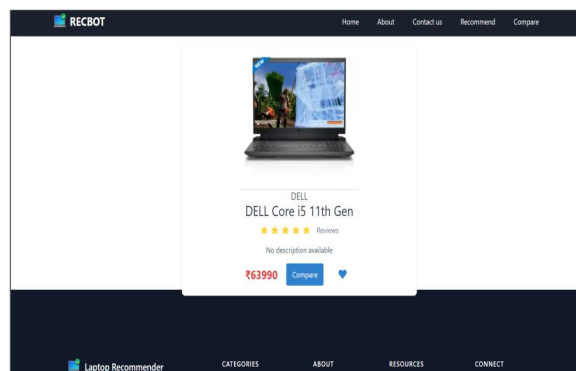 RECBOT Home About Contact us Recommend Compare
NEW
DELL
DELL Core i5 11th Gen
Reviews
No description available
₹63990 Compare
Laptop Recommender CATEGORIES ABOUT RESOURCES CONNECT